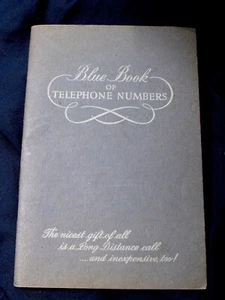 Blue Book
OF
TELEPHONE NUMBERS
The nicest gift of all
is a Long Distance call
....and inexpensive, too!